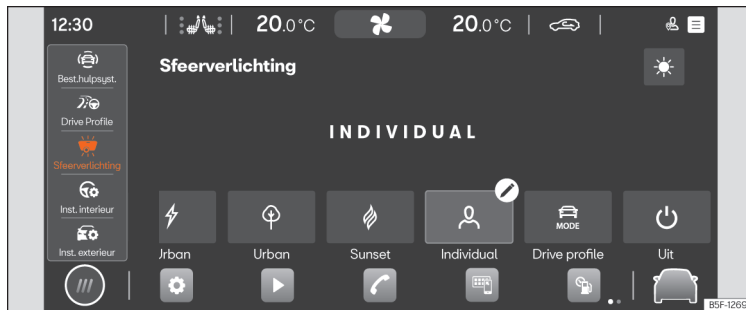 12:30
20.0°C
20.0°C
Sfeerverlichting
Best.hulpsyst.
Drive Profile
Sfeerverlichting
Inst. interieur
Inst. exterieur
INDIVIDUAL
MODE
Urban
Urban
Sunset
Individual
Drive profile
Uit
B5F-1269